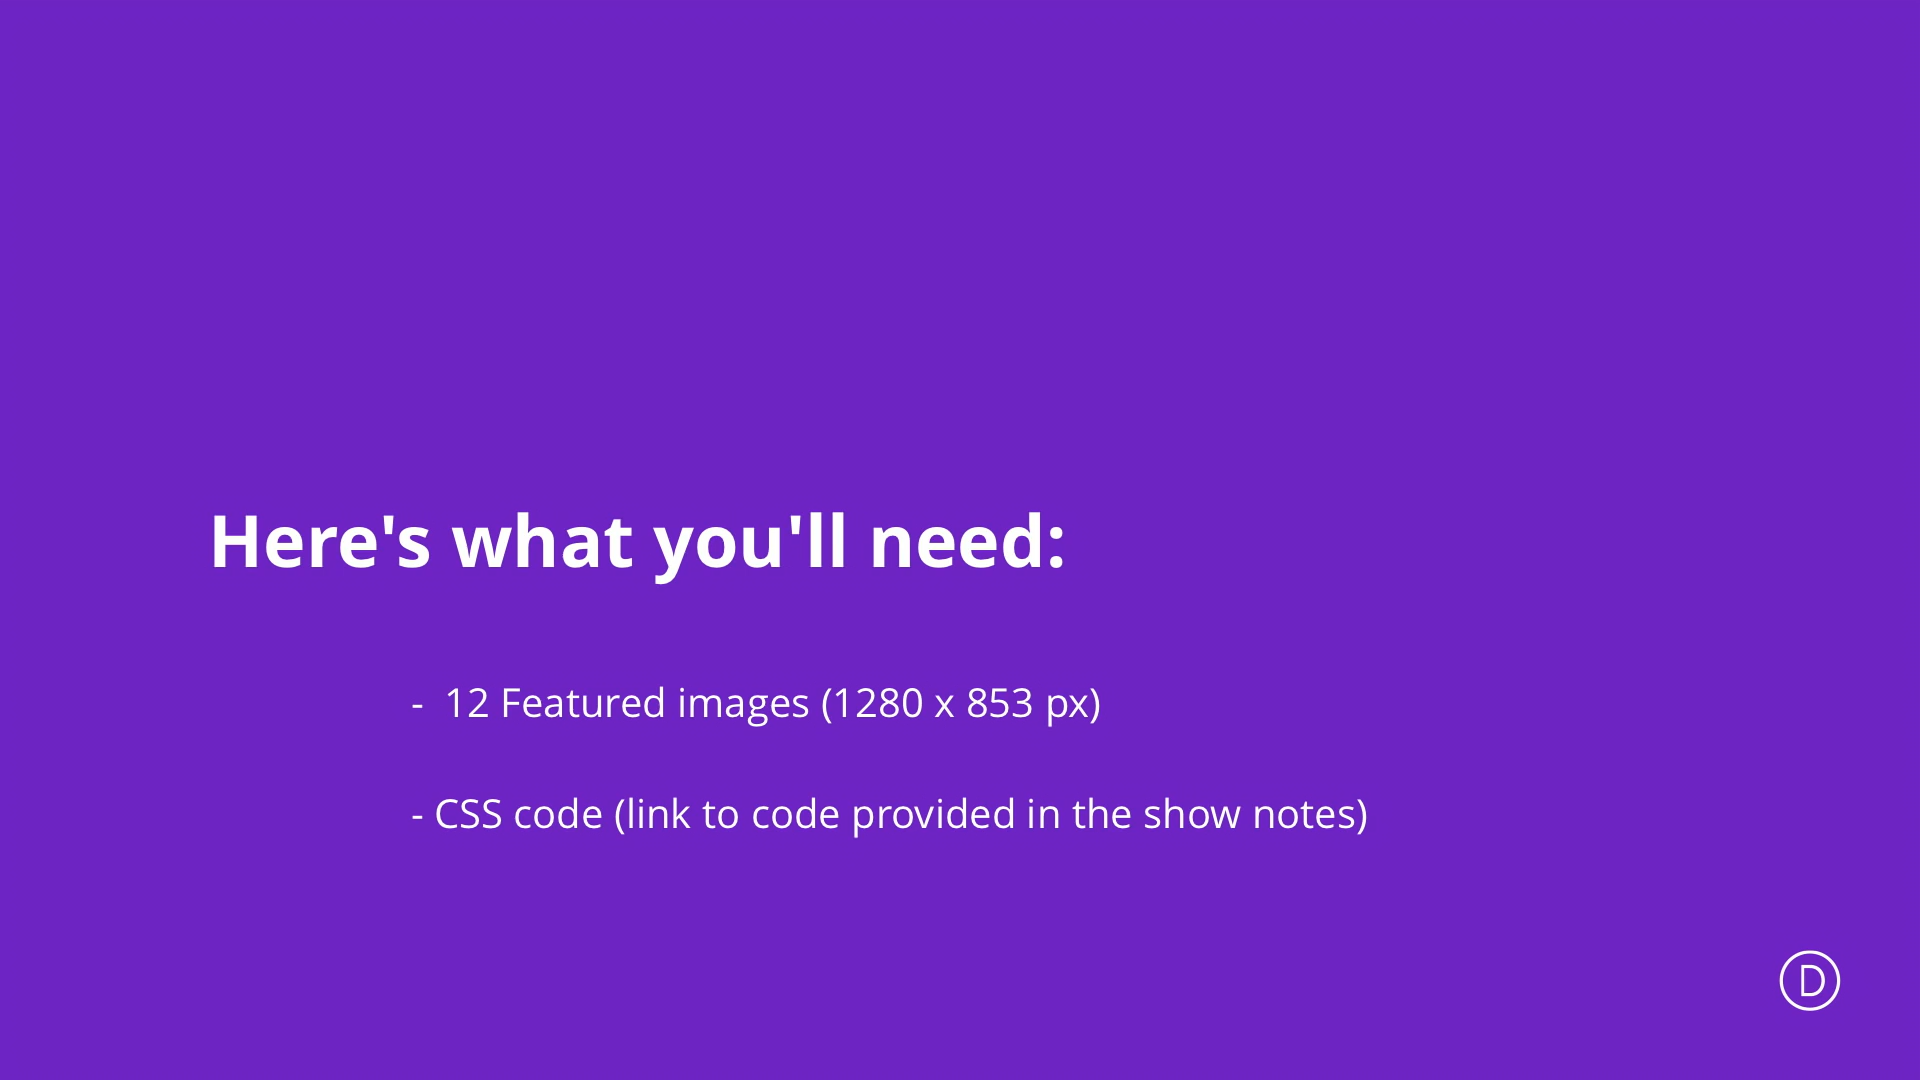 Here's what you'll need:
-  12 Featured images (1280 x 853 px)
- CSS code (link to code provided in the show notes)
D